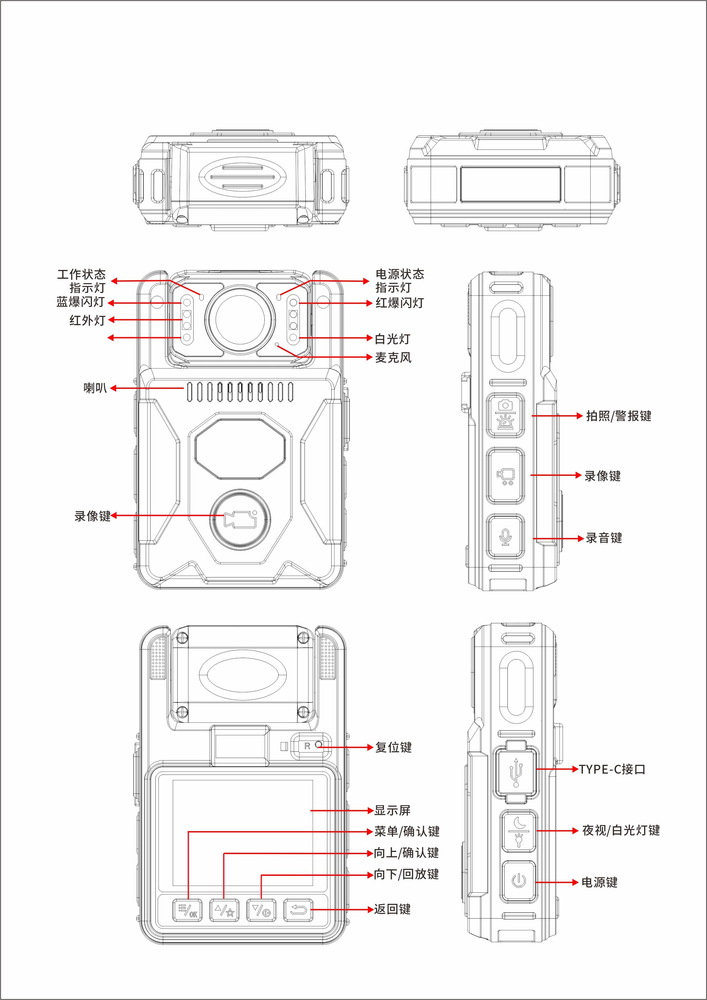 工作状态
指示灯
蓝爆闪灯
红外灯
电源状态
指示灯
红爆闪灯
白光灯
麦克风
喇叭
录像键
拍照/警报键
录像键
录音键
R
复位键
显示屏
菜单/确认键
向上/确认键
向下/回放键
返回键
OK
TYPE-C接口
夜视/白光灯键
电源键